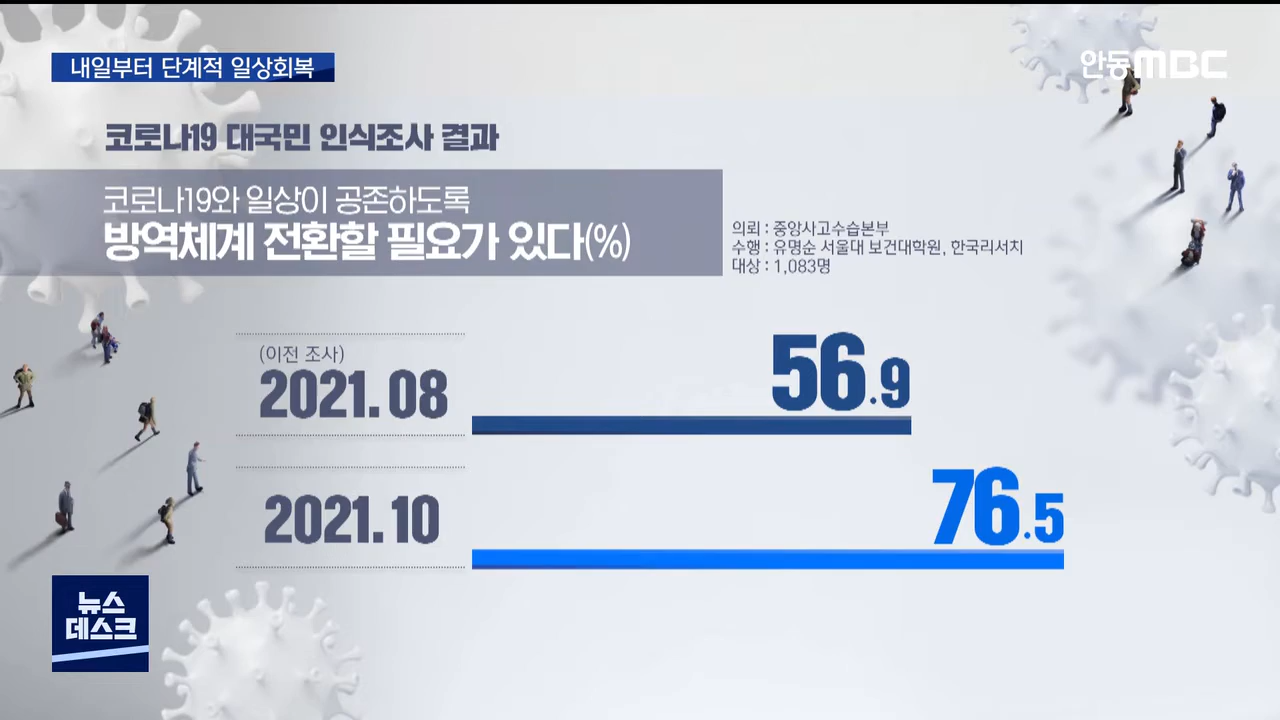 내일부터 단계적 일상회복
안동MBC
코로나19 대국민 인식조사 결과
코로나19와 일상이 공존하도록
방역체계 전환할 필요가 있다(%)
의뢰 : 중앙사고수습본부
수행 : 유명순 서울대 보건대학원, 한국리서치
대상 : 1,083명
(이전 조사)
2021.08
56.9
2021.10
76.5
뉴스
데스크